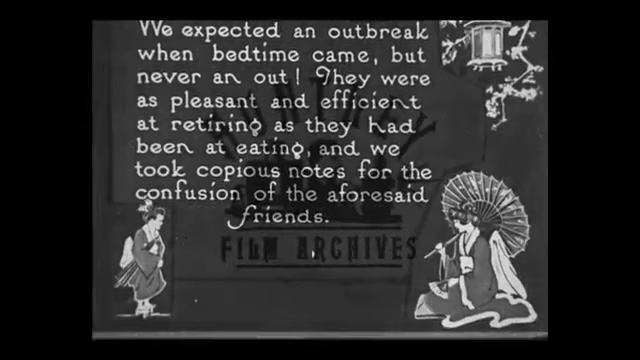 We expected an outbreak
when bedtime came, but
never an out! They were
as pleasant and efficient
at retiring as they had
been at eating, and we
took copious notes for the
confusion of the aforesaid
friends.
HUNTLEY
FILM ARCHIVES